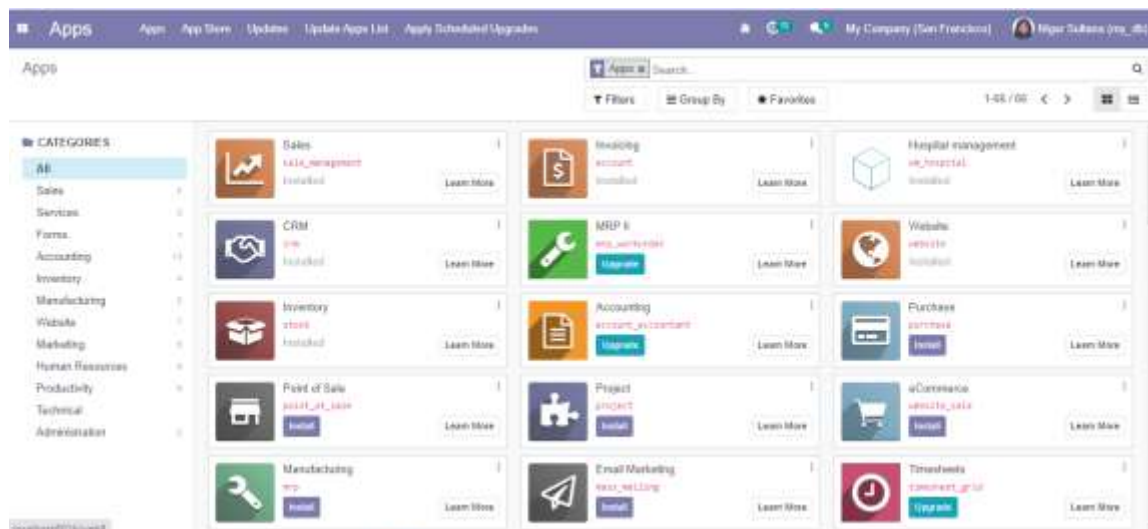 Apps
Apps App Store Updates Update Apps List Apply Scheduled Upgrades
My Company (San Francisco)
Apps
Apps Search...
Filters Group By Favorites
CATEGORIES
All
Sales
Services
Forms
Accounting
Inventory
Manufacturing
Website
Marketing
Human Resources
Productivity
Technical
Administration
Sales
sale_management
Installed
Learn More
Invoicing
account
Installed
Learn More
Hospital management
om_hospital
Installed
Learn More
CRM
crm
Installed
Learn More
MRP II
mrp_workorder
Upgrade
Learn More
Website
website
Installed
Learn More
Inventory
stock
Installed
Learn More
Accounting
account_accountant
Upgrade
Learn More
Purchase
purchase
Install
Learn More
Point of Sale
point_of_sale
Install
Learn More
Project
project
Install
Learn More
eCommerce
website_sale
Install
Learn More
Manufacturing
mrp
Install
Learn More
Email Marketing
mass_mailing
Install
Learn More
Timesheets
timesheet_grid
Upgrade
Learn More